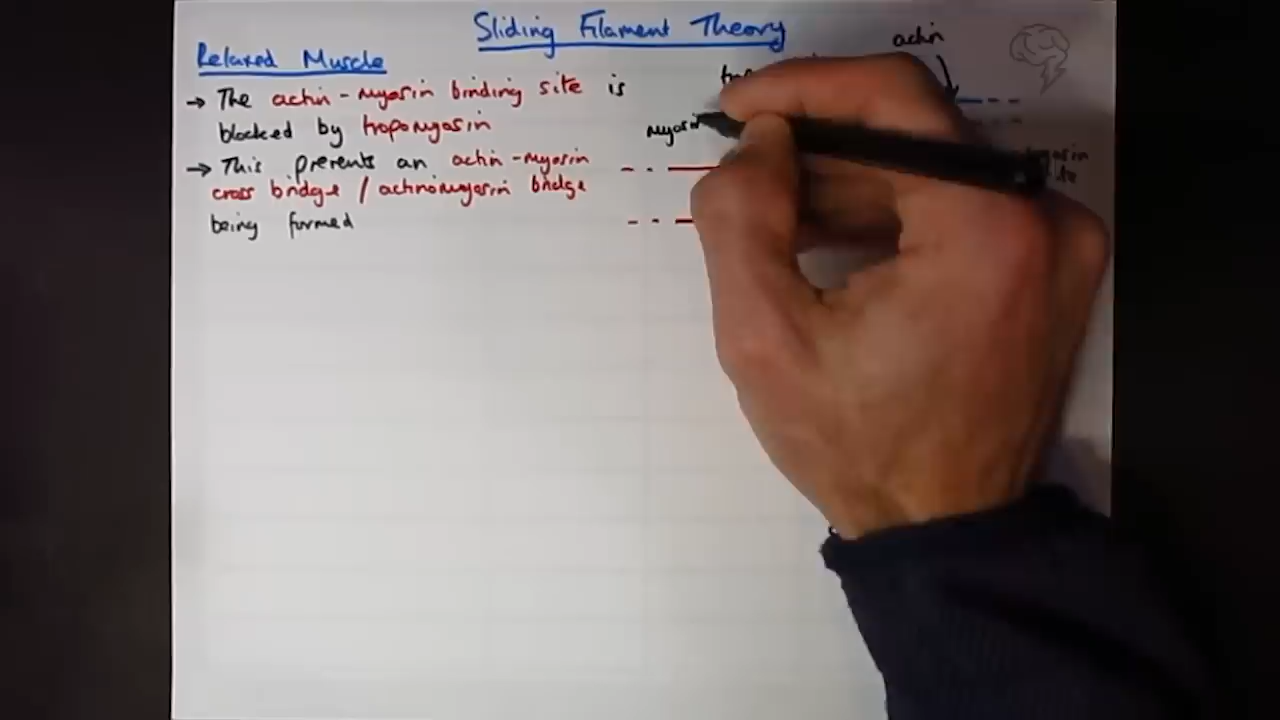 Sliding Filament Theory
Relaxed Muscle
→ The actin-myosin binding site is
blocked by tropomyosin
→ This prevents an actin-myosin
cross bridge / actinomyosin bridge
being formed
actin
myosin